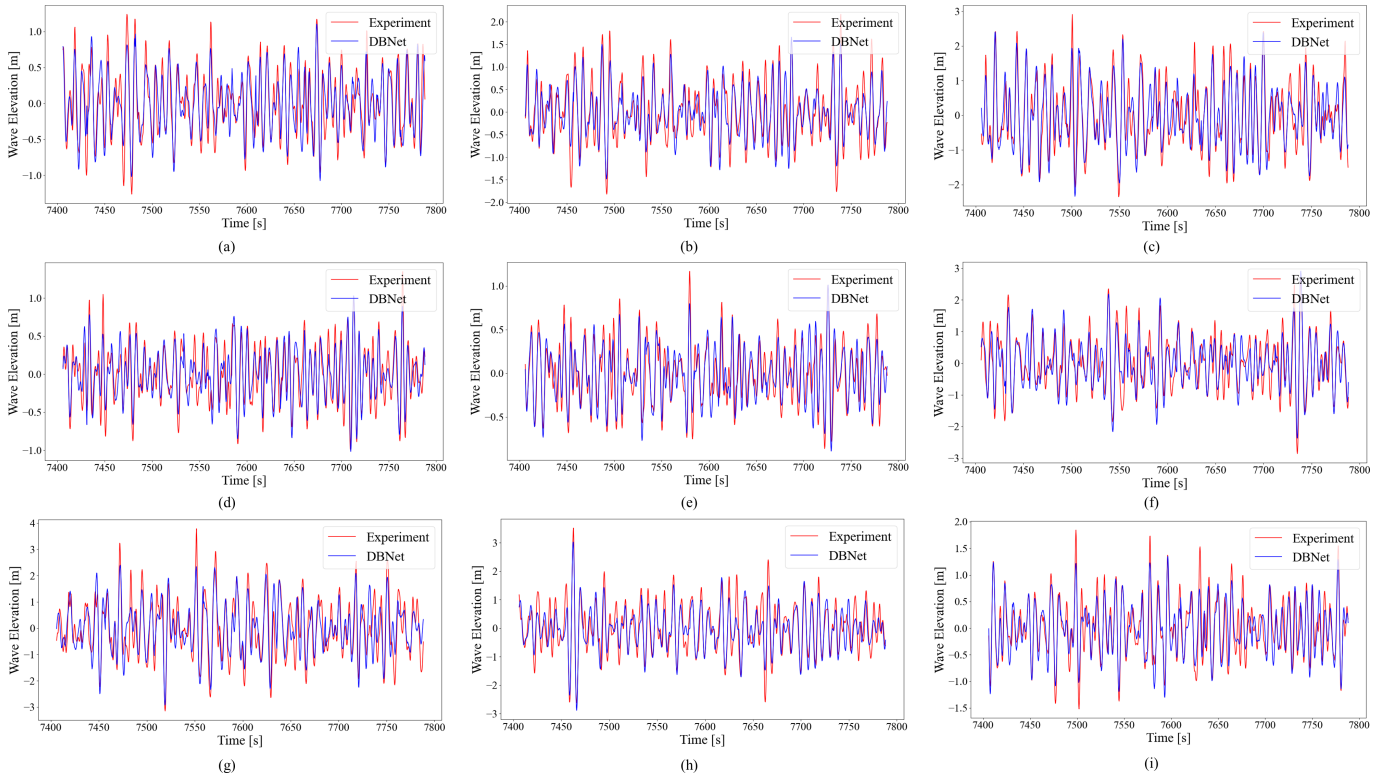 Wave Elevation [m]
1.0
0.5
0.0
−0.5
−1.0
Experiment
DBNet
7400 7450 7500 7550 7600 7650 7700 7750 7800
Time [s]
(a)
Wave Elevation [m]
2.0
1.5
1.0
0.5
0.0
−0.5
−1.0
−1.5
−2.0
Experiment
DBNet
7400 7450 7500 7550 7600 7650 7700 7750 7800
Time [s]
(b)
Wave Elevation [m]
3
2
1
0
−1
−2
Experiment
DBNet
7400 7450 7500 7550 7600 7650 7700 7750 7800
Time [s]
(c)
Wave Elevation [m]
1.0
0.5
0.0
−0.5
−1.0
Experiment
DBNet
7400 7450 7500 7550 7600 7650 7700 7750 7800
Time [s]
(d)
Wave Elevation [m]
1.0
0.5
0.0
−0.5
Experiment
DBNet
7400 7450 7500 7550 7600 7650 7700 7750 7800
Time [s]
(e)
Wave Elevation [m]
3
2
1
0
−1
−2
−3
Experiment
DBNet
7400 7450 7500 7550 7600 7650 7700 7750 7800
Time [s]
(f)
Wave Elevation [m]
4
3
2
1
0
−1
−2
−3
Experiment
DBNet
7400 7450 7500 7550 7600 7650 7700 7750 7800
Time [s]
(g)
Wave Elevation [m]
3
2
1
0
−1
−2
−3
Experiment
DBNet
7400 7450 7500 7550 7600 7650 7700 7750 7800
Time [s]
(h)
Wave Elevation [m]
2.0
1.5
1.0
0.5
0.0
−0.5
−1.0
−1.5
Experiment
DBNet
7400 7450 7500 7550 7600 7650 7700 7750 7800
Time [s]
(i)